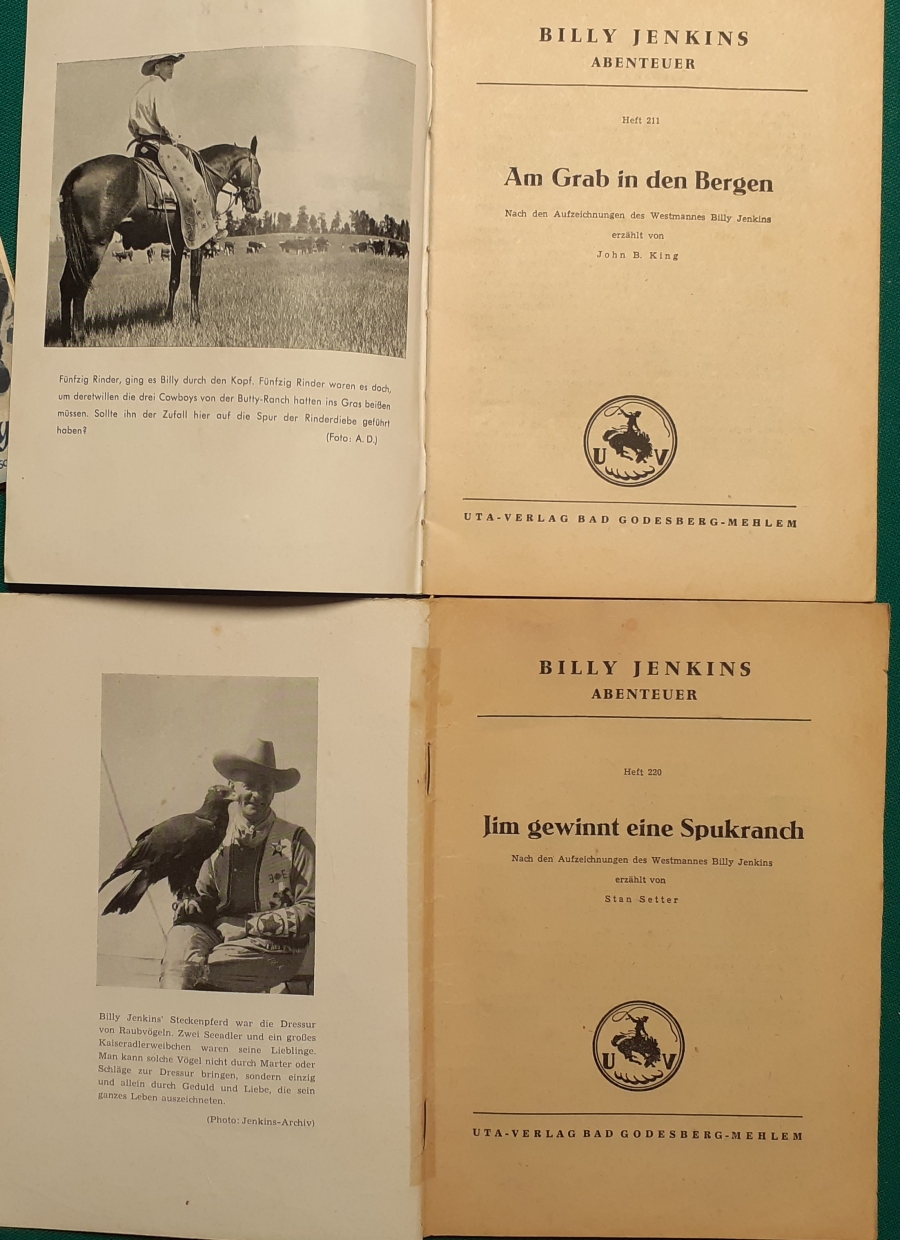 Fünfzig Rinder, ging es Billy durch den Kopf. Fünfzig Rinder waren es doch,
um deretwillen die drei Cowboys von der Butty-Ranch hatten ins Gras beißen
müssen. Sollte ihn der Zufall hier auf die Spur der Rinderdiebe geführt
haben?
(Foto: A. D.)
BILLY JENKINS
ABENTEUER
Heft 211
Am Grab in den Bergen
Nach den Aufzeichnungen des Westmannes Billy Jenkins
erzählt von
John B. King
U V
UTA-VERLAG BAD GODESBERG-MEHLEM
Billy Jenkins' Steckenpferd war die Dressur
von Raubvögeln. Zwei Seeadler und ein großes
Kaiseradlerweibchen waren seine Lieblinge.
Man kann solche Vögel nicht durch Marter oder
Schläge zur Dressur bringen, sondern einzig
und allein durch Geduld und Liebe, die sein
ganzes Leben auszeichneten.
(Photo: Jenkins-Archiv)
BILLY JENKINS
ABENTEUER
Heft 220
Jim gewinnt eine Spukranch
Nach den Aufzeichnungen des Westmannes Billy Jenkins
erzählt von
Stan Setter
U V
UTA-VERLAG BAD GODESBERG-MEHLEM